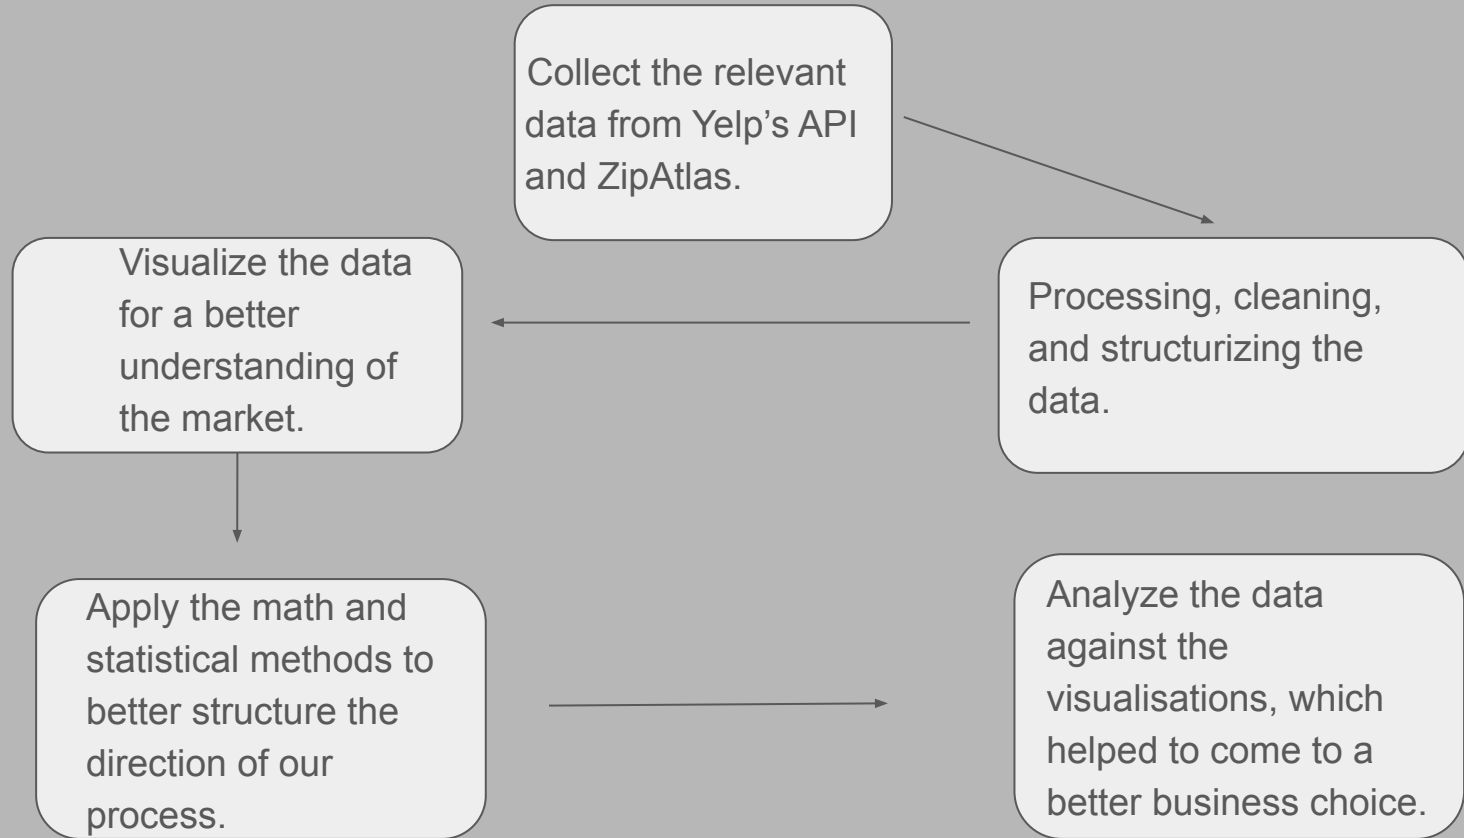 Collect the relevant
data from Yelp’s API
and ZipAtlas.
Processing, cleaning,
and structurizing the
data.
Visualize the data
for a better
understanding of
the market.
Apply the math and
statistical methods to
better structure the
direction of our
process.
Analyze the data
against the
visualisations, which
helped to come to a
better business choice.